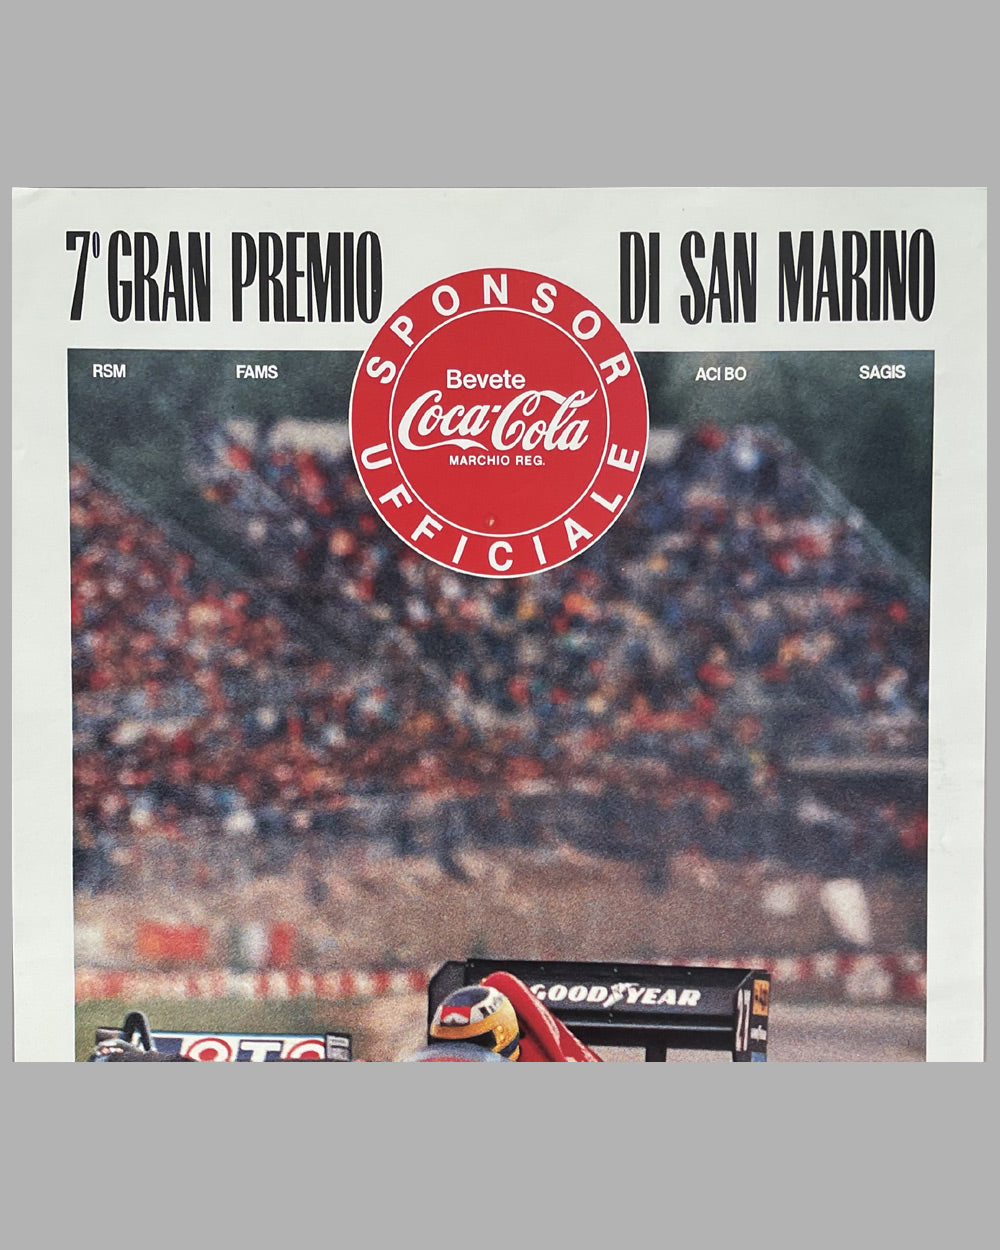 7º GRAN PREMIO DI SAN MARINO
SPONSOR
RSM FAMS ACI BO SAGIS
Bevete
Coca-Cola
MARCHIO REG.
UFFICIALE
GOODYEAR
27